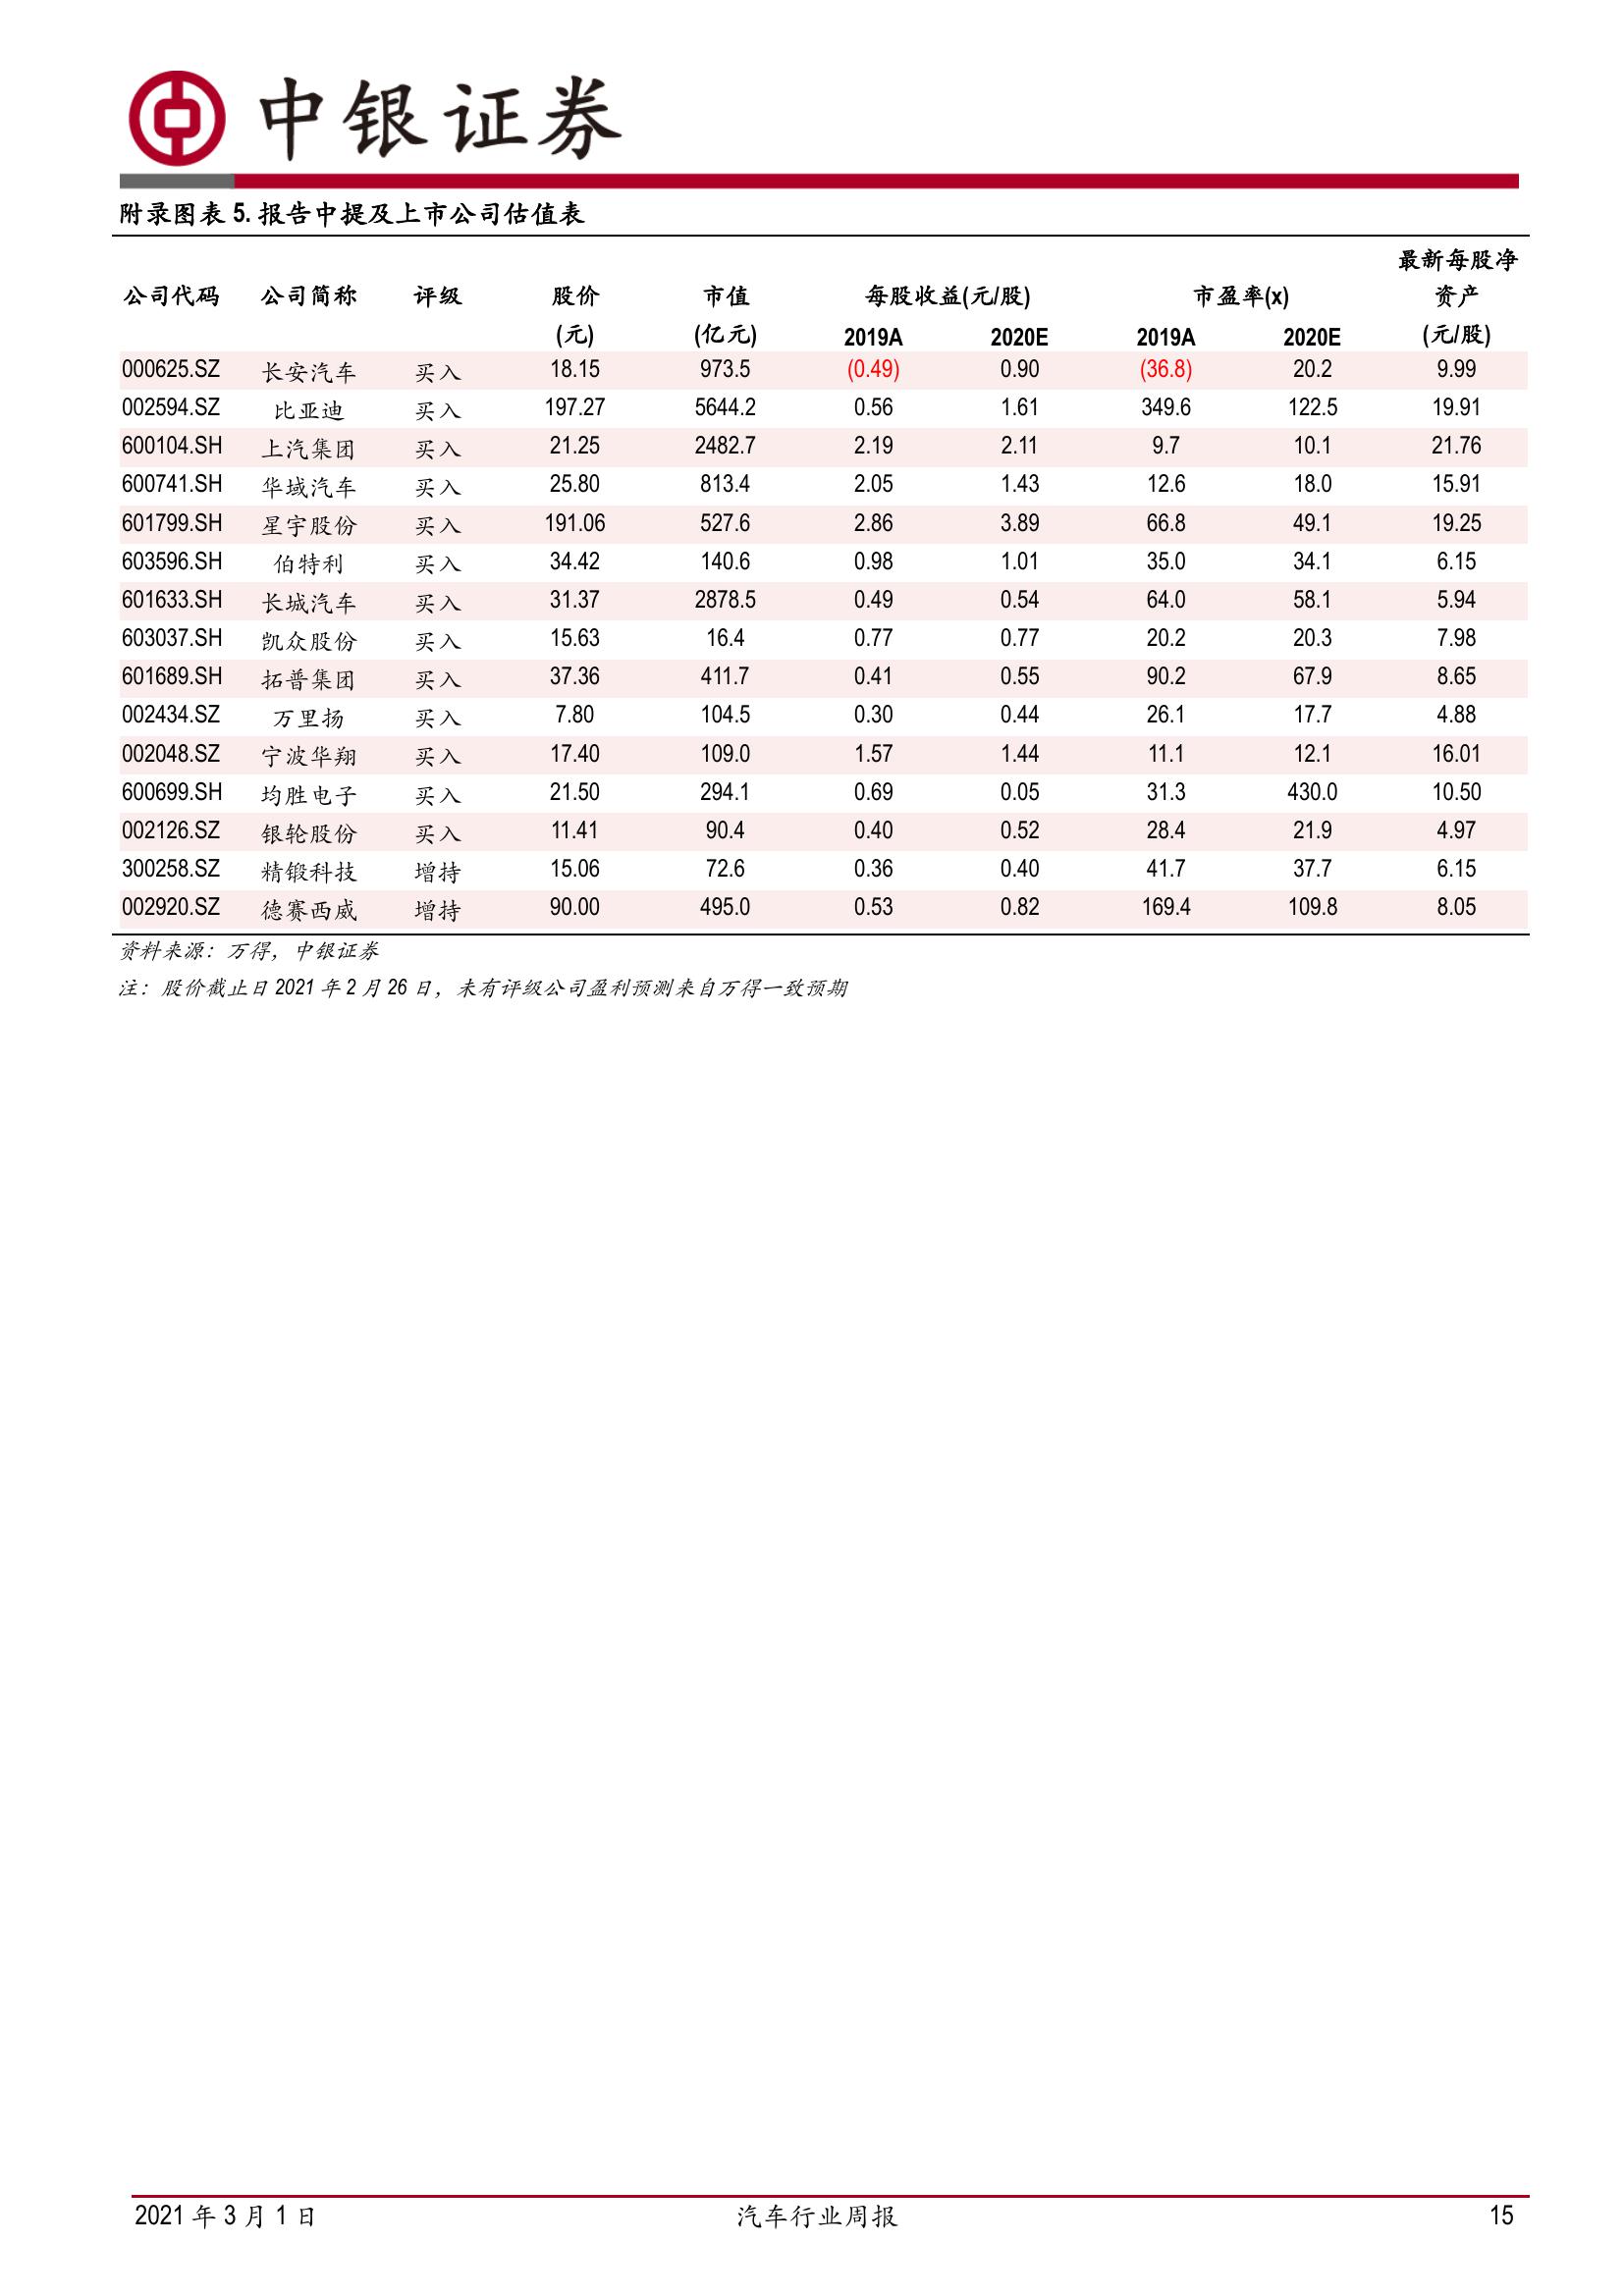 中银证券
附录图表 5. 报告中提及上市公司估值表
最新每股净
公司代码 公司简称 评级 股价 市值 每股收益(元/股) 市盈率(x) 资产
(元) (亿元) 2019A 2020E 2019A 2020E (元/股)
000625.SZ 长安汽车 买入 18.15 973.5 (0.49) 0.90 (36.8) 20.2 9.99
002594.SZ 比亚迪 买入 197.27 5644.2 0.56 1.61 349.6 122.5 19.91
600104.SH 上汽集团 买入 21.25 2482.7 2.19 2.11 9.7 10.1 21.76
600741.SH 华域汽车 买入 25.80 813.4 2.05 1.43 12.6 18.0 15.91
601799.SH 星宇股份 买入 191.06 527.6 2.86 3.89 66.8 49.1 19.25
603596.SH 伯特利 买入 34.42 140.6 0.98 1.01 35.0 34.1 6.15
601633.SH 长城汽车 买入 31.37 2878.5 0.49 0.54 64.0 58.1 5.94
603037.SH 凯众股份 买入 15.63 16.4 0.77 0.77 20.2 20.3 7.98
601689.SH 拓普集团 买入 37.36 411.7 0.41 0.55 90.2 67.9 8.65
002434.SZ 万里扬 买入 7.80 104.5 0.30 0.44 26.1 17.7 4.88
002048.SZ 宁波华翔 买入 17.40 109.0 1.57 1.44 11.1 12.1 16.01
600699.SH 均胜电子 买入 21.50 294.1 0.69 0.05 31.3 430.0 10.50
002126.SZ 银轮股份 买入 11.41 90.4 0.40 0.52 28.4 21.9 4.97
300258.SZ 精锻科技 增持 15.06 72.6 0.36 0.40 41.7 37.7 6.15
002920.SZ 德赛西威 增持 90.00 495.0 0.53 0.82 169.4 109.8 8.05
资料来源：万得，中银证券
注：股价截止日 2021 年 2 月 26 日，未有评级公司盈利预测来自万得一致预期
2021 年 3 月 1 日 汽车行业周报 15